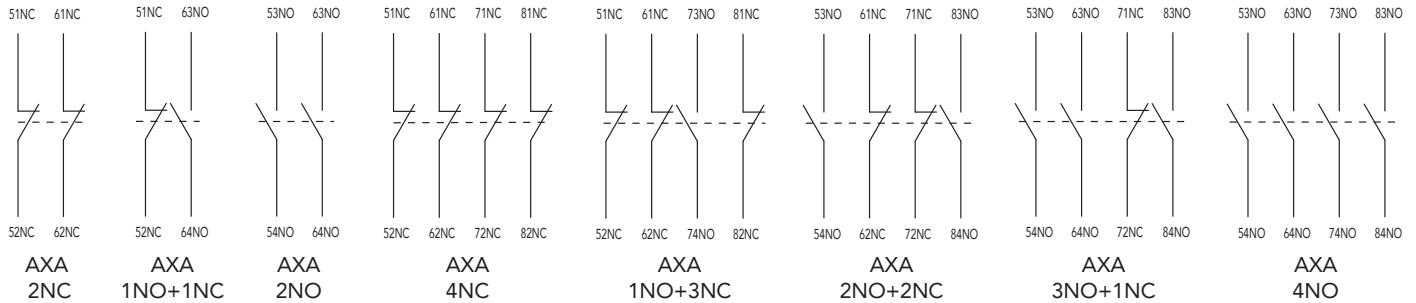 51NC 61NC 51NC 63NO 53NO 63NO 51NC 61NC 71NC 81NC 51NC 61NC 73NO 81NC 53NO 61NC 71NC 83NO 53NO 63NO 71NC 83NO 53NO 63NO 73NO 83NO
52NC 62NC 52NC 64NO 54NO 64NO 52NC 62NC 72NC 82NC 52NC 62NC 74NO 82NC 54NO 62NC 72NC 84NO 54NO 64NO 72NC 84NO 54NO 64NO 74NO 84NO
AXA AXA AXA AXA AXA AXA AXA AXA
2NC 1NO+1NC 2NO 4NC 1NO+3NC 2NO+2NC 3NO+1NC 4NO